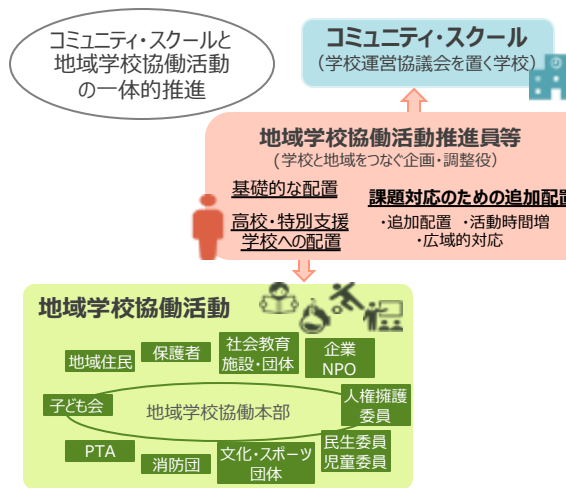 コミュニティ・スクールと
地域学校協働活動
の一体的推進
コミュニティ・スクール
（学校運営協議会を置く学校）
地域学校協働活動推進員等
（学校と地域をつなぐ企画・調整役）
基礎的な配置
高校・特別支援
学校への配置
課題対応のための追加配置
・追加配置 ・活動時間増
・広域的対応
地域学校協働活動
地域住民
保護者
社会教育
施設・団体
企業
NPO
子ども会
地域学校協働本部
人権擁護
委員
PTA
消防団
文化・スポーツ
団体
民生委員
児童委員